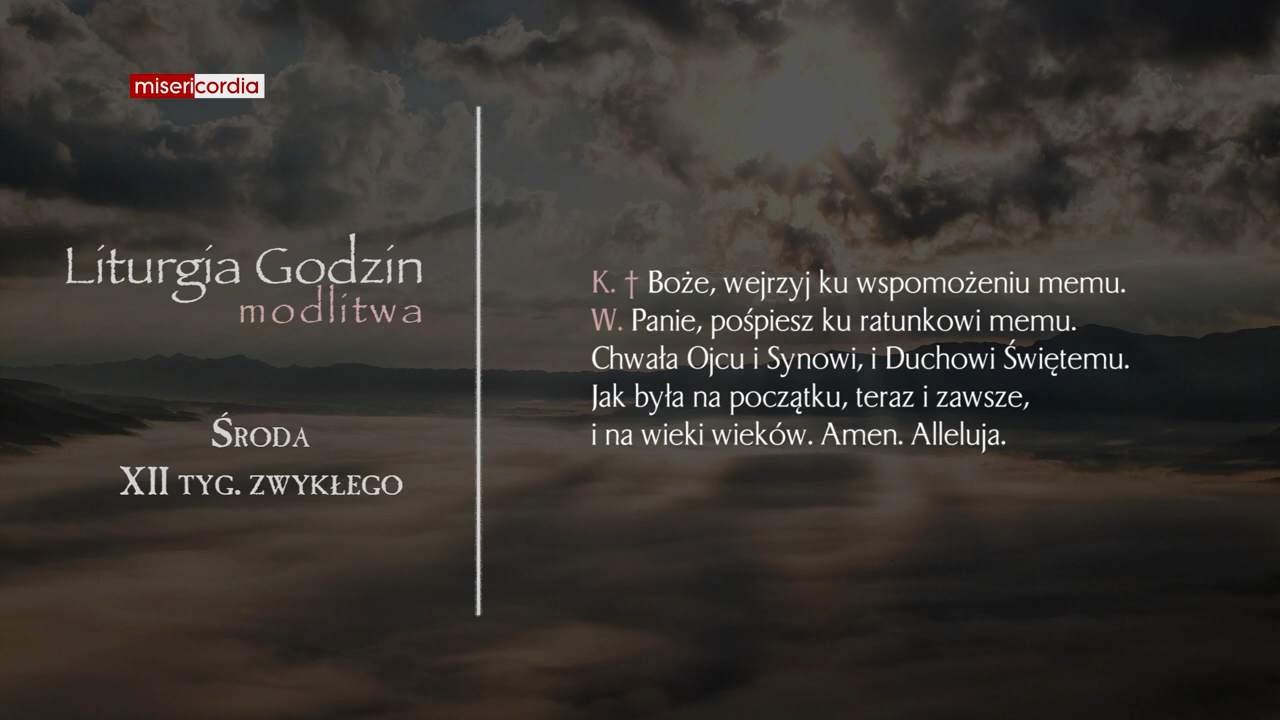 misericordia
Liturgia Godzin
modlitwa
Środa
XII tyg. zwykłego
K. † Boże, wejrzyj ku wspomożeniu memu.
W. Panie, pośpiesz ku ratunkowi memu.
Chwała Ojcu i Synowi, i Duchowi Świętemu.
Jak była na początku, teraz i zawsze,
i na wieki wieków. Amen. Alleluja.